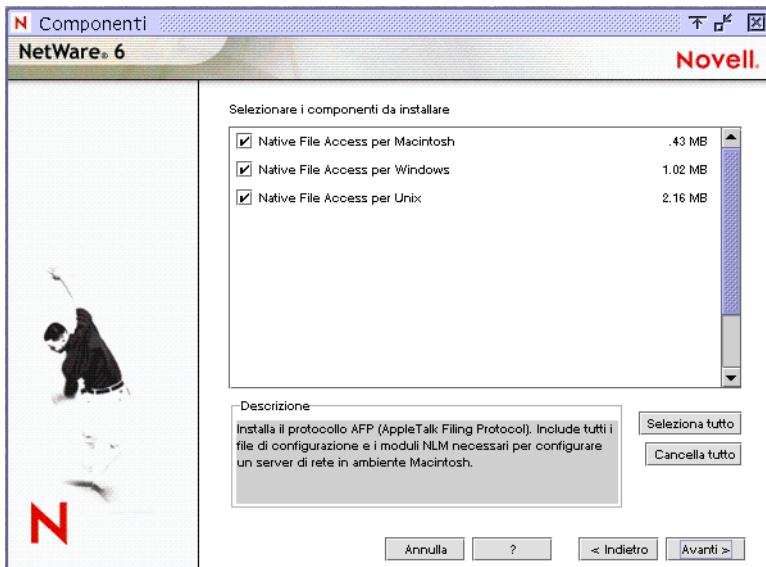 N Componenti
NetWare® 6
Novell.
Selezionare i componenti da installare
Native File Access per Macintosh .43 MB
Native File Access per Windows 1.02 MB
Native File Access per Unix 2.16 MB
Descrizione
Installa il protocollo AFP (AppleTalk Filing Protocol). Include tutti i
file di configurazione e i moduli NLM necessari per configurare
un server di rete in ambiente Macintosh.
Seleziona tutto
Cancella tutto
N
Annulla ? < Indietro Avanti >